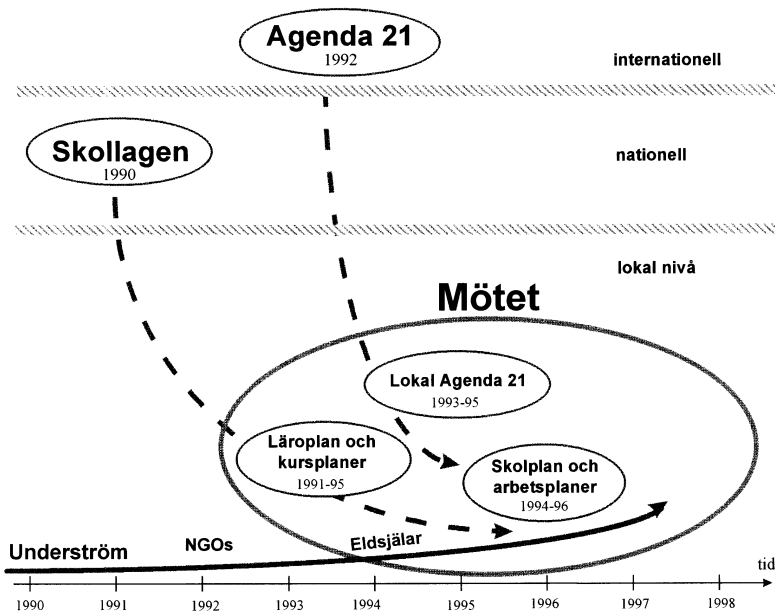 Agenda 21
1992
internationell
Skollagen
1990
nationell
lokal nivå
Mötet
Lokal Agenda 21
1993-95
Läroplan och
kursplaner
1991-95
Skolplan och
arbetsplaner
1994-96
Understrőm
NGOs
Eldsjälar
tid
1990 1991 1992 1993 1994 1995 1996 1997 1998